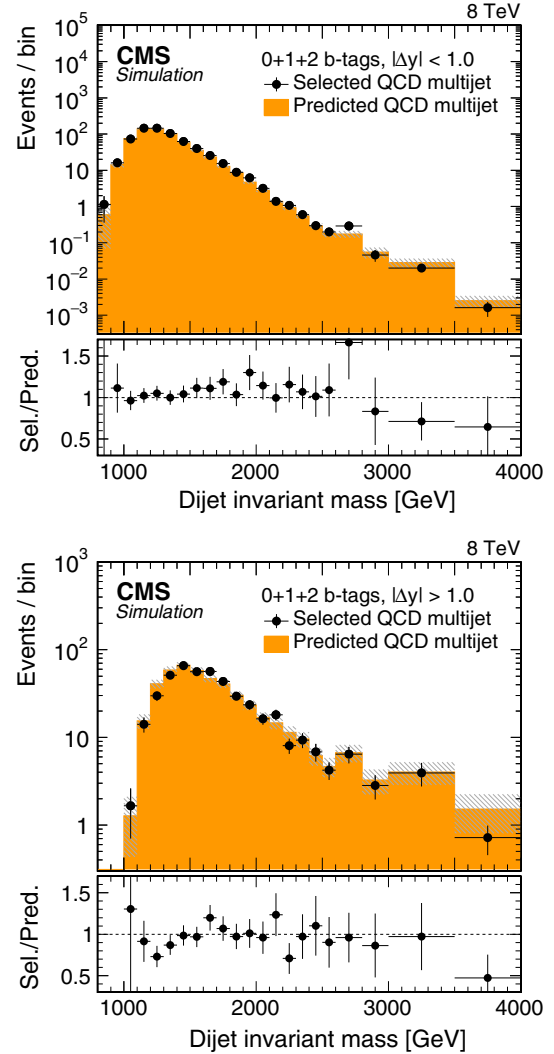 8 TeV
CMS
Simulation
0+1+2 b-tags, |Δy| < 1.0
Selected QCD multijet
Predicted QCD multijet
Events / bin
10^5
10^4
10^3
10^2
10
1
10^−1
10^−2
10^−3
Sel./Pred.
1.5
1
0.5
1000 2000 3000 4000
Dijet invariant mass [GeV]
8 TeV
CMS
Simulation
0+1+2 b-tags, |Δy| > 1.0
Selected QCD multijet
Predicted QCD multijet
Events / bin
10^3
10^2
10
1
Sel./Pred.
1.5
1.0
0.5
1000 2000 3000 4000
Dijet invariant mass [GeV]